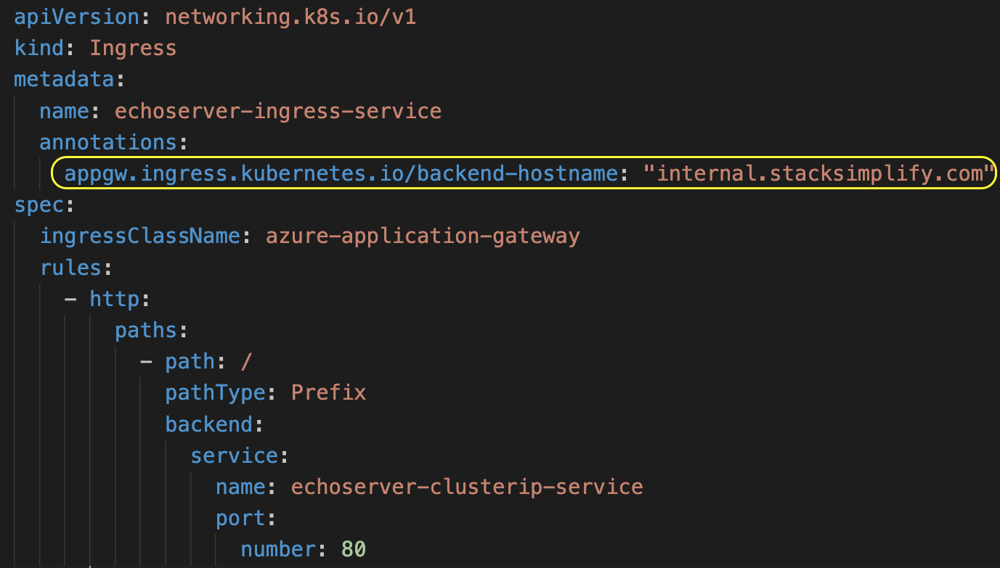 apiVersion: networking.k8s.io/v1
kind: Ingress
metadata:
  name: echoserver-ingress-service
  annotations:
    appgw.ingress.kubernetes.io/backend-hostname: "internal.stacksimplify.com"
spec:
  ingressClassName: azure-application-gateway
  rules:
    - http:
        paths:
          - path: /
            pathType: Prefix
            backend:
              service:
                name: echoserver-clusterip-service
                port:
                  number: 80